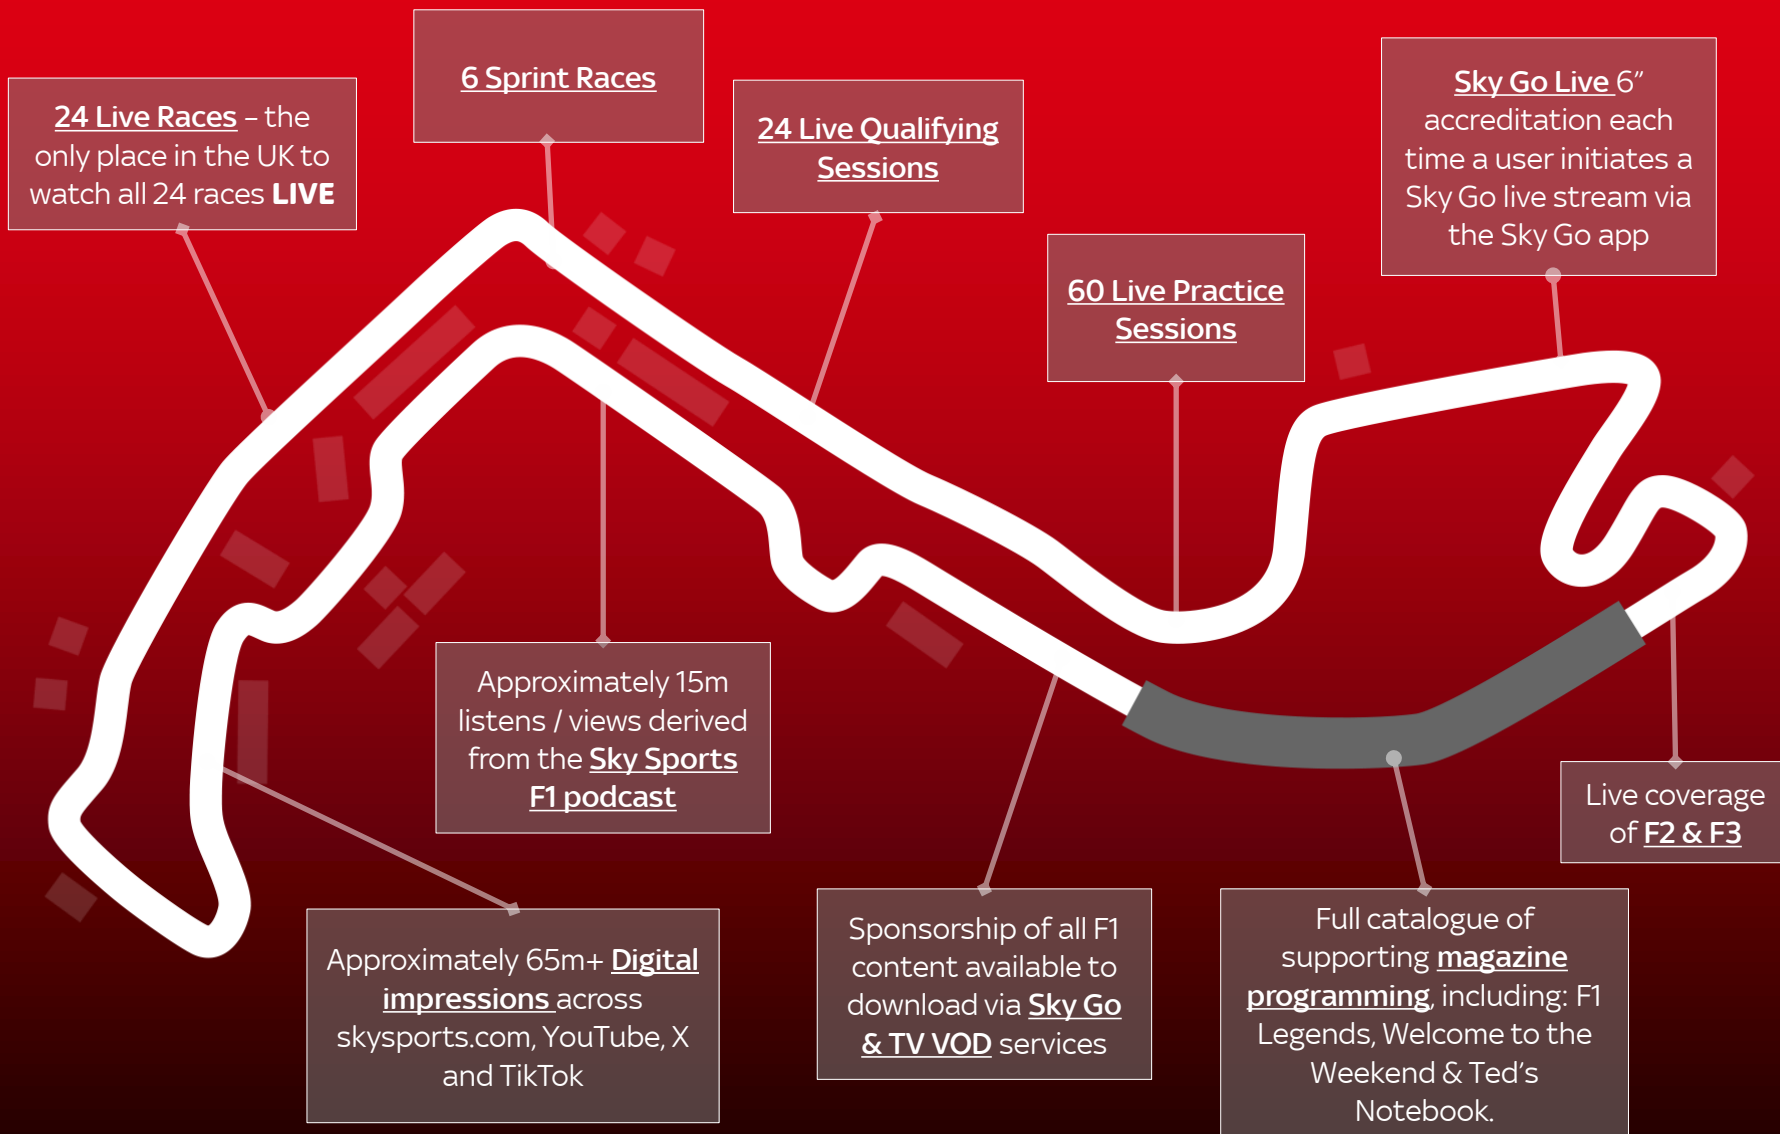 24 Live Races – the
only place in the UK to
watch all 24 races LIVE
6 Sprint Races
24 Live Qualifying
Sessions
60 Live Practice
Sessions
Sky Go Live 6”
accreditation each
time a user initiates a
Sky Go live stream via
the Sky Go app
Approximately 15m
listens / views derived
from the Sky Sports
F1 podcast
Live coverage
of F2 & F3
Approximately 65m+ Digital
impressions across
skysports.com, YouTube, X
and TikTok
Sponsorship of all F1
content available to
download via Sky Go
& TV VOD services
Full catalogue of
supporting magazine
programming, including: F1
Legends, Welcome to the
Weekend & Ted’s
Notebook.